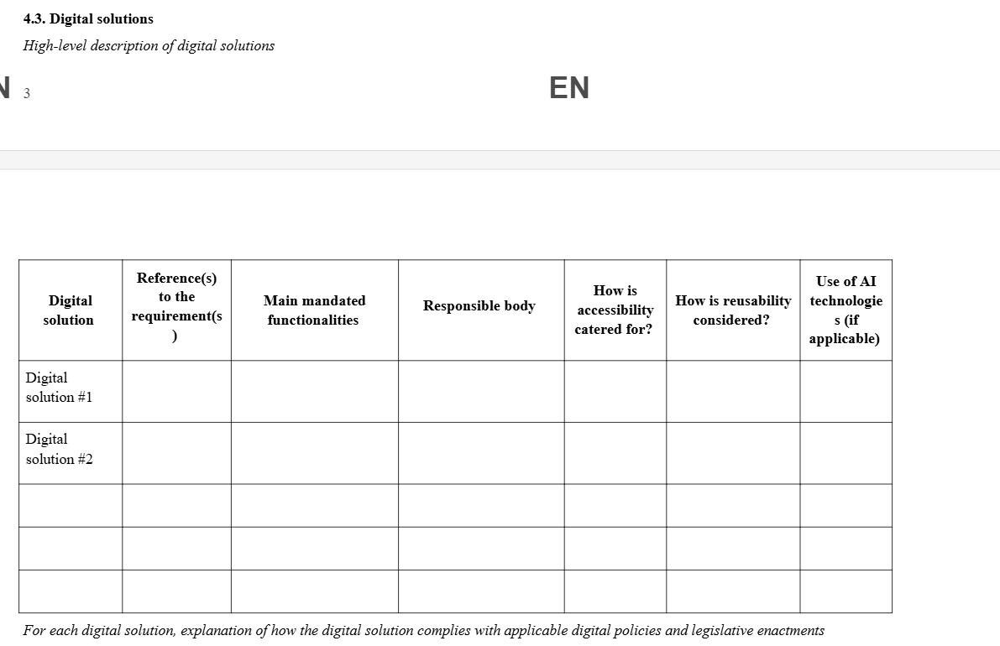 4.3. Digital solutions
High-level description of digital solutions
3
EN
Digital
solution
Reference(s)
to the
requirement(s
)
Main mandated
functionalities
Responsible body
How is
accessibility
catered for?
How is reusability
considered?
Use of AI
technologie
s (if
applicable)
Digital
solution #1
Digital
solution #2
For each digital solution, explanation of how the digital solution complies with applicable digital policies and legislative enactments